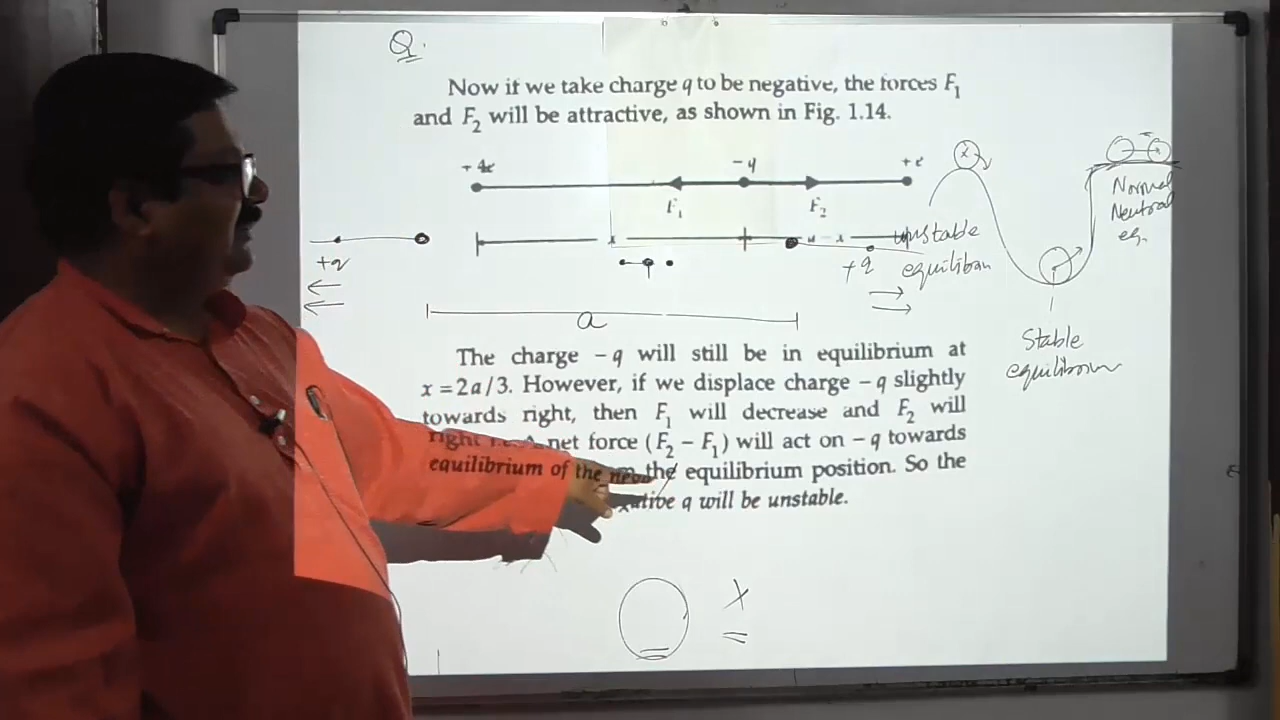 Q.
Now if we take charge q to be negative, the forces F₁
and F₂ will be attractive, as shown in Fig. 1.14.
+4e
-q
+e
F₁
F₂
+q
+q
a
unstable
equilibrium
Normal
Neutral
eq.
Stable
equilibrium
The charge -q will still be in equilibrium at
x = 2a/3. However, if we displace charge -q slightly
towards right, then F₁ will decrease and F₂ will
net force (F₂ - F₁) will act on -q towards
right i.e.
the equilibrium position. So the
equilibrium of the
q will be unstable.